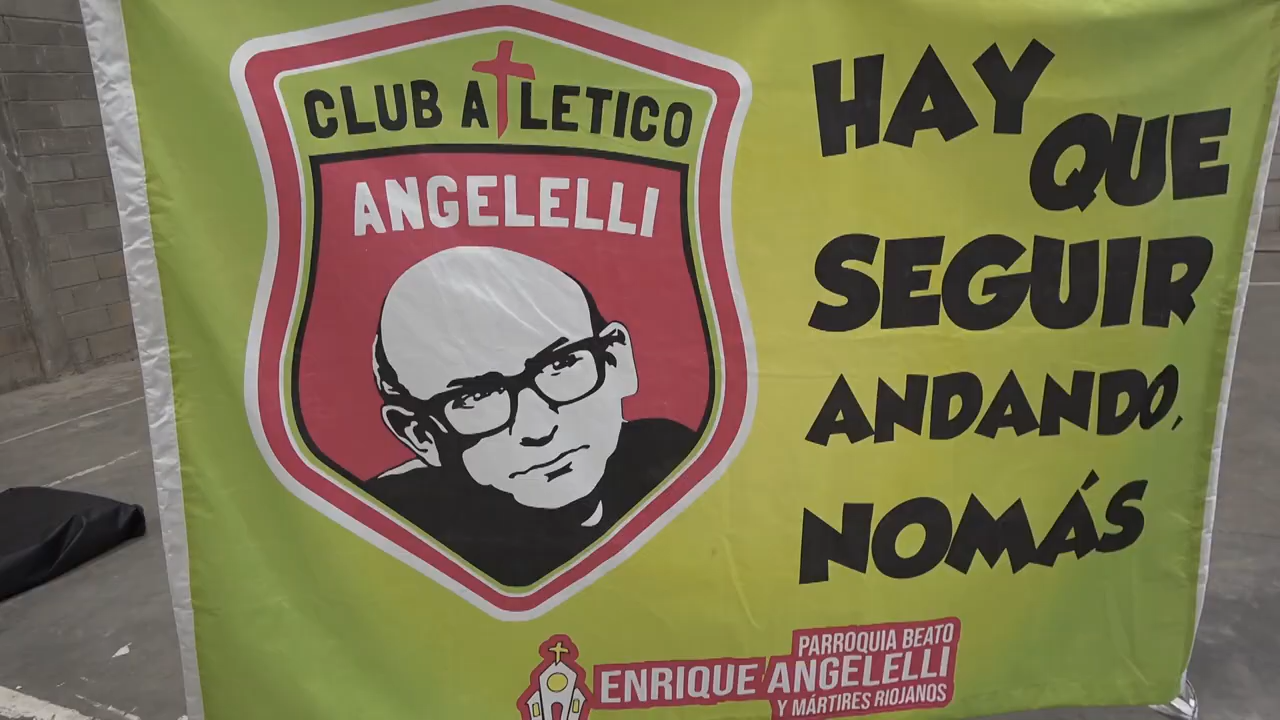 CLUB ATLETICO
ANGELELLI
HAY
QUE
SEGUIR
ANDANDO,
NOMÁS
PARROQUIA BEATO
ENRIQUE ANGELELLI
Y MÁRTIRES RIOJANOS